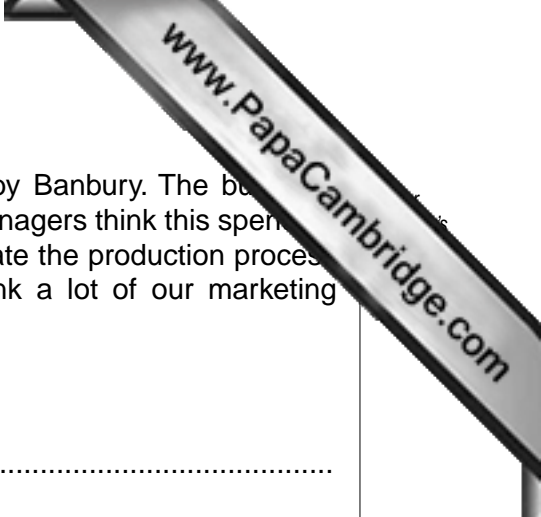 www.PapaCambridge.com
by Banbury. The bu
nagers think this spen
ate the production proces
nk a lot of our marketing
........................................